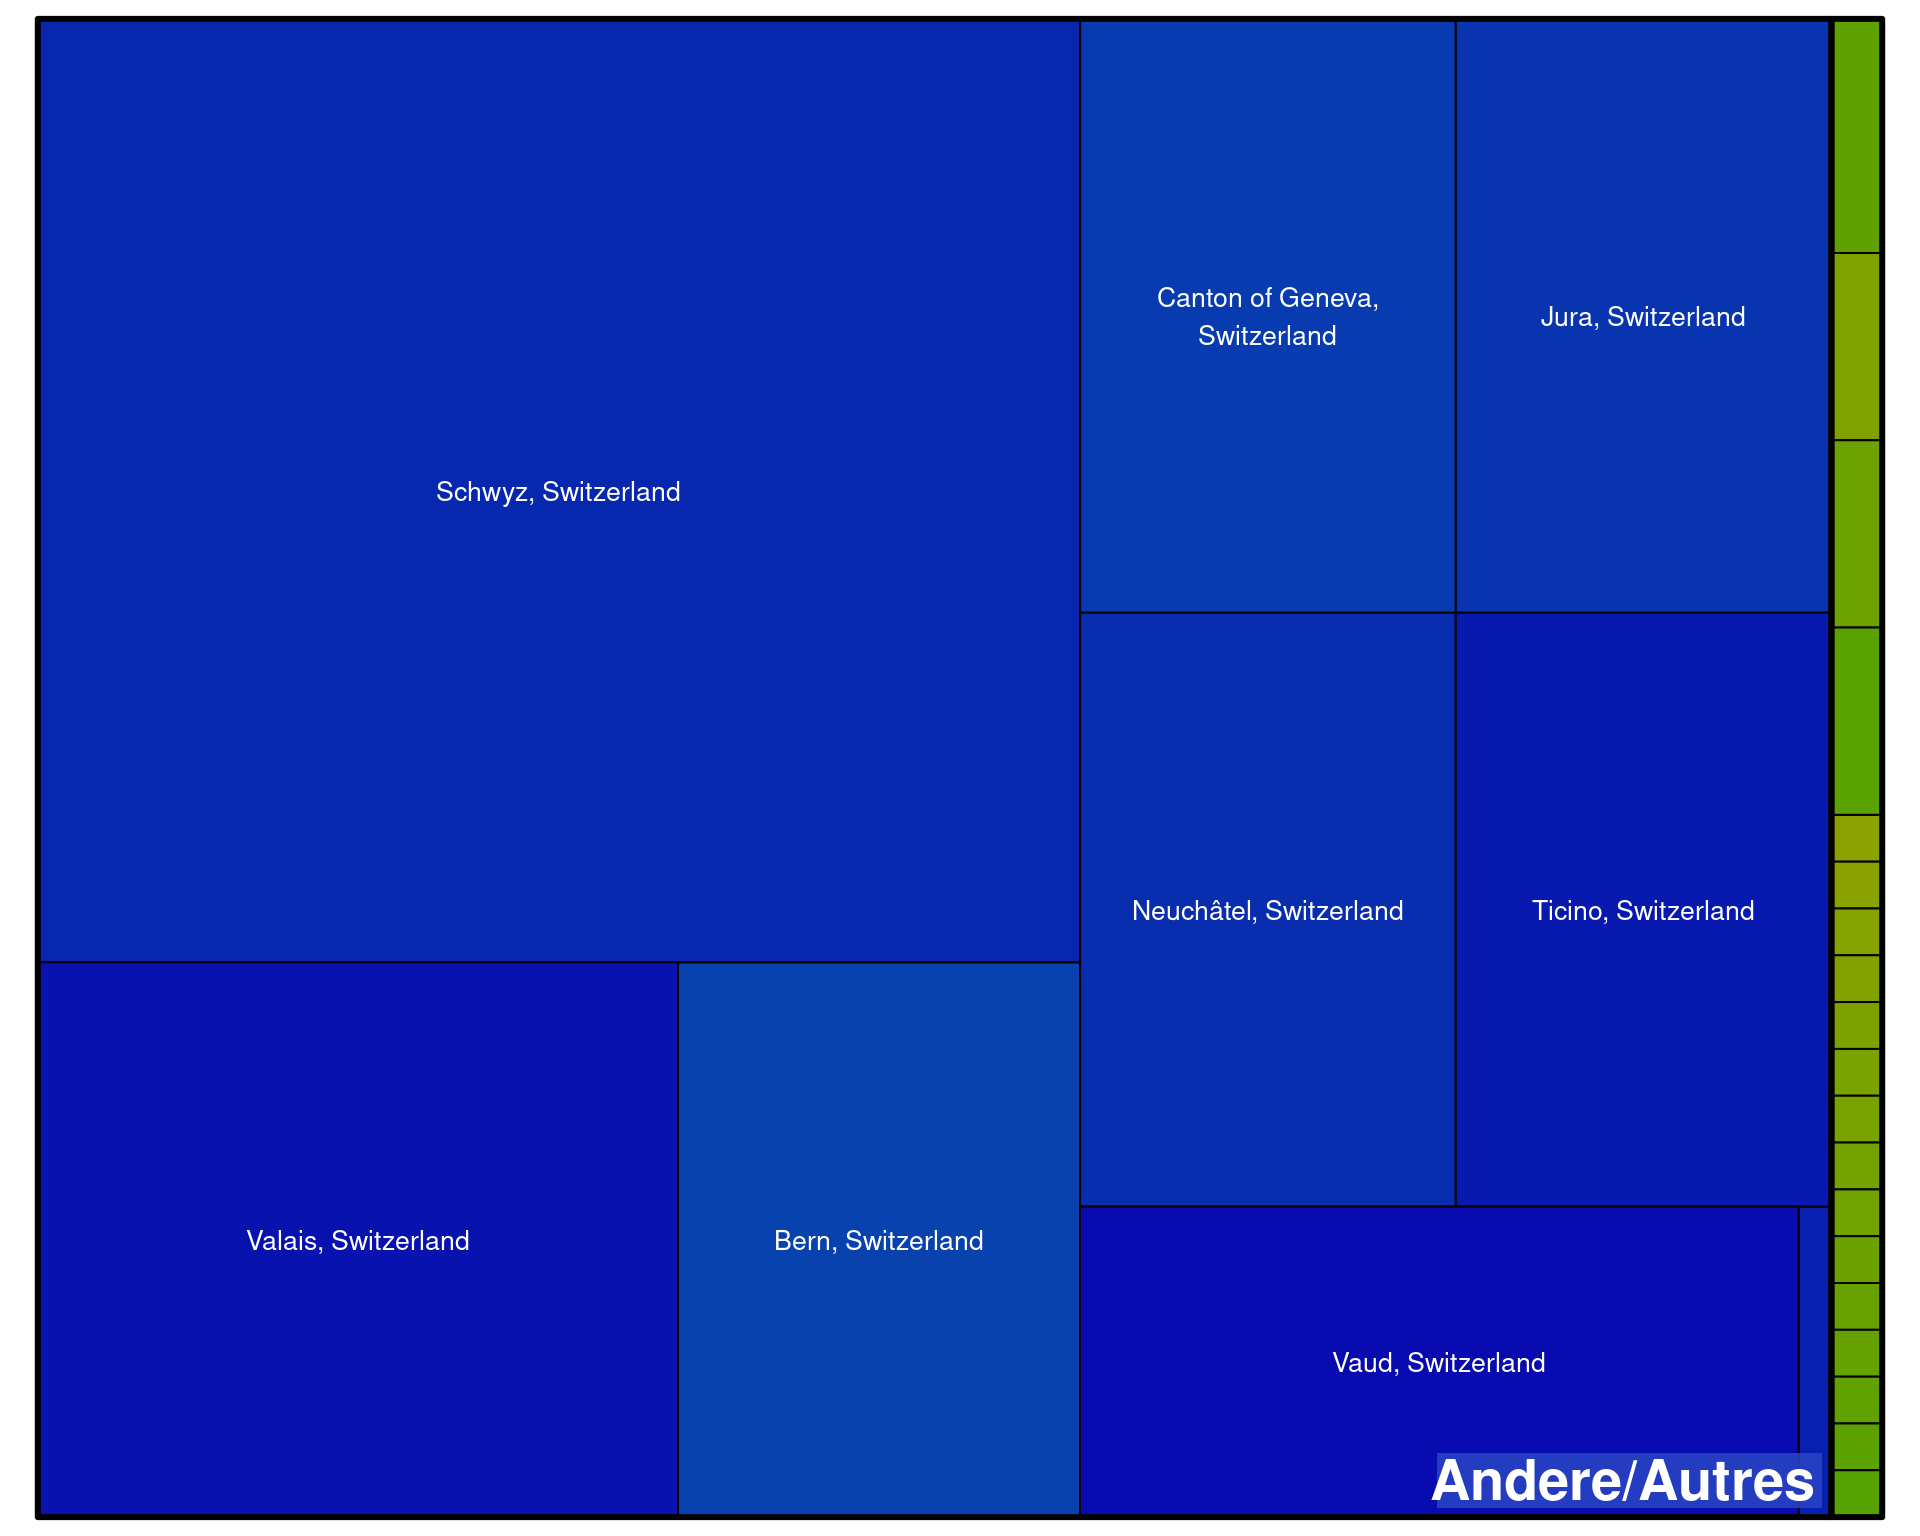 Schwyz, Switzerland
Canton of Geneva,
Switzerland
Jura, Switzerland
Neuchâtel, Switzerland
Ticino, Switzerland
Valais, Switzerland
Bern, Switzerland
Vaud, Switzerland
Andere/Autres